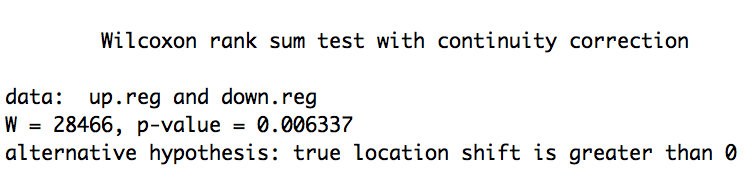 Wilcoxon rank sum test with continuity correction
data:  up.reg and down.reg
W = 28466, p-value = 0.006337
alternative hypothesis: true location shift is greater than 0